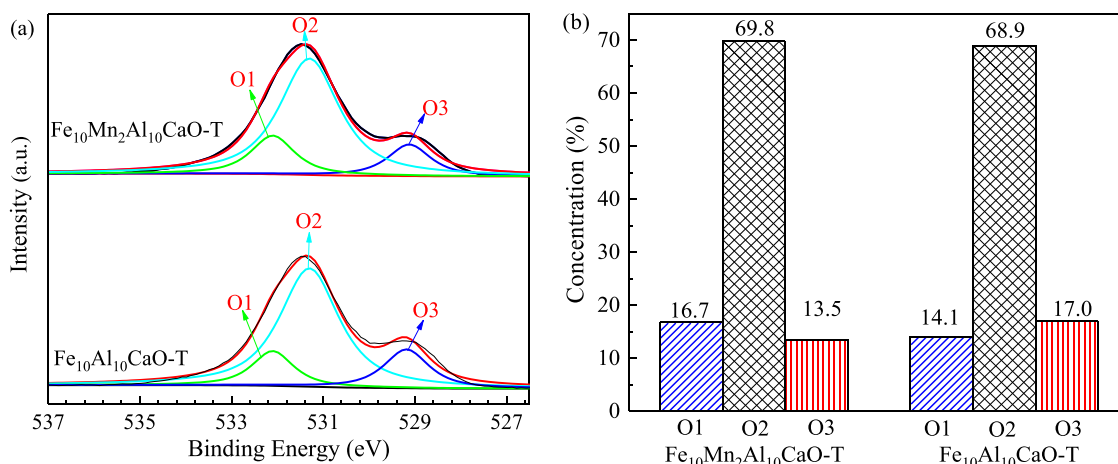 (a)
O2
O1
O3
Fe₁₀Mn₂Al₁₀CaO-T
O2
O1
O3
Fe₁₀Al₁₀CaO-T
Intensity (a.u.)
537 535 533 531 529 527
Binding Energy (eV)
(b)
70
60
50
40
30
20
10
0
Concentration (%)
69.8
68.9
16.7
13.5
14.1
17.0
O1 O2 O3 O1 O2 O3
Fe₁₀Mn₂Al₁₀CaO-T Fe₁₀Al₁₀CaO-T